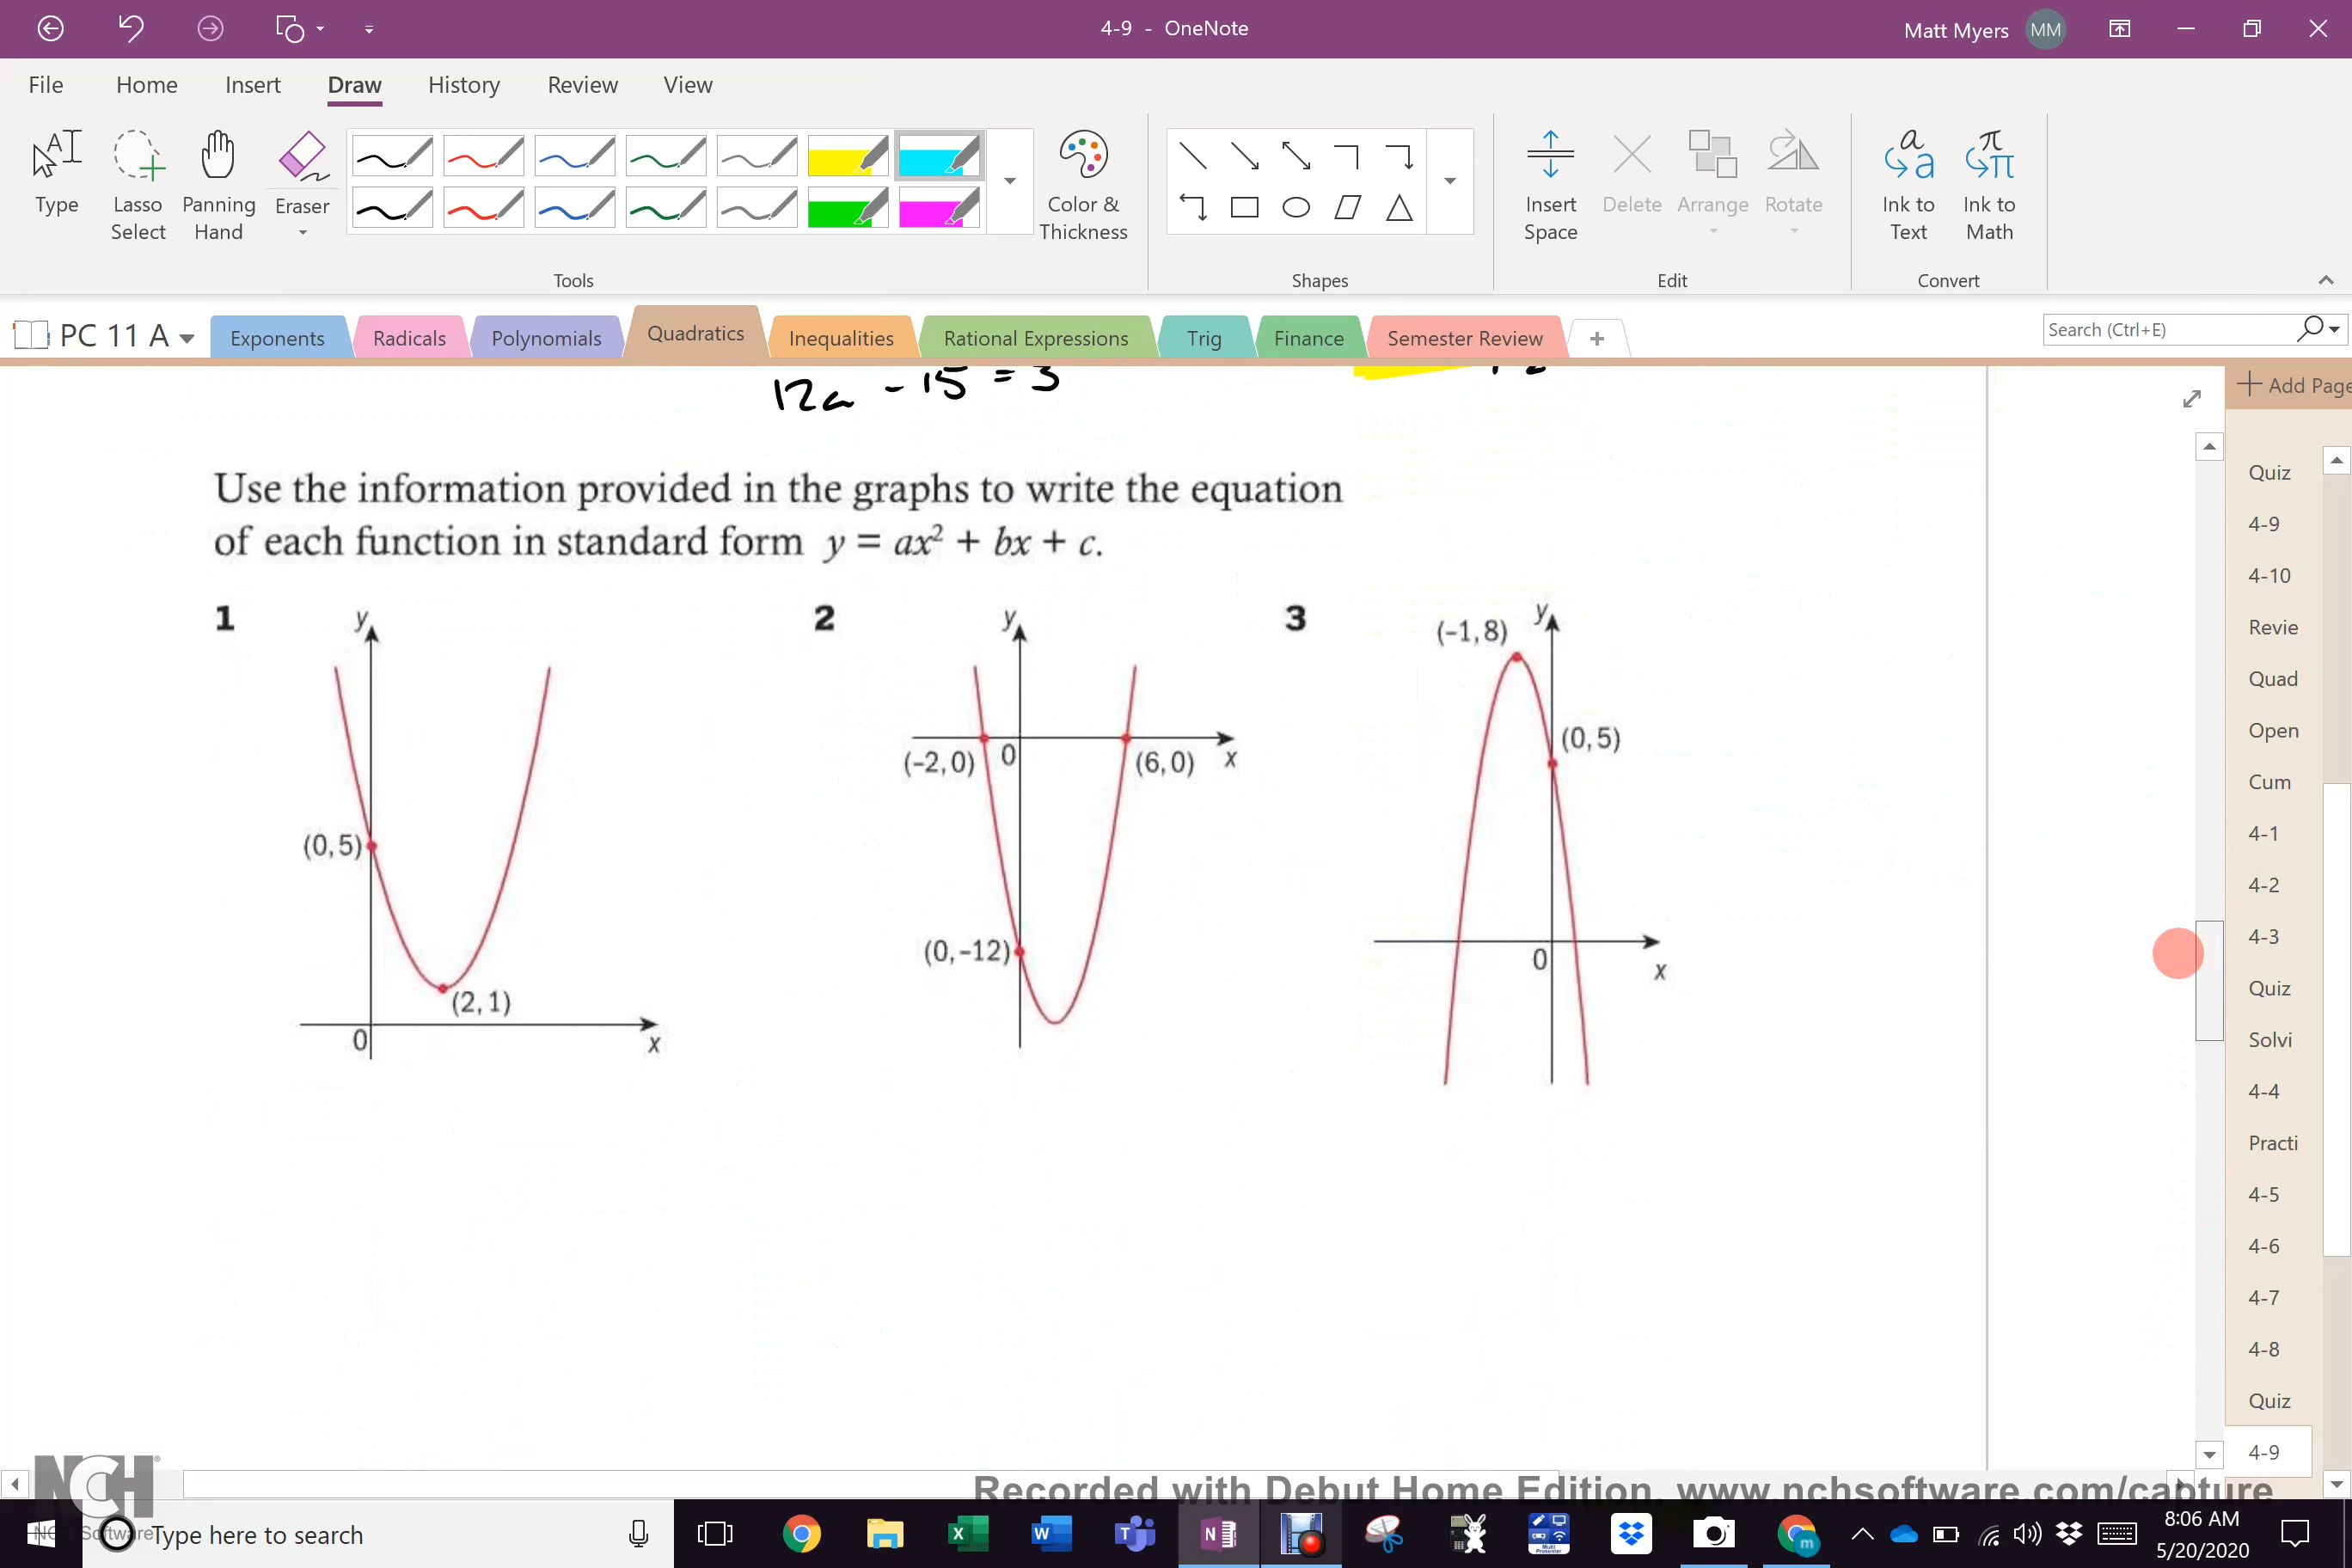 4-9 - OneNote
Matt Myers MM
File Home Insert Draw History Review View
Type
Lasso Select
Panning Hand
Eraser
Color & Thickness
Insert Space
Delete
Arrange
Rotate
Ink to Text
Ink to Math
Tools Shapes Edit Convert
PC 11 A Exponents Radicals Polynomials Quadratics Inequalities Rational Expressions Trig Finance Semester Review
Search (Ctrl+E)
Add Page
12a - 15 = 3
Use the information provided in the graphs to write the equation
of each function in standard form y = ax² + bx + c.
1
y
(0, 5)
(2, 1)
0
x
2
y
(–2, 0)
0
(6, 0)
x
(0, –12)
3
(–1, 8)
y
(0, 5)
0
x
Quiz
4-9
4-10
Revie
Quad
Open
Cum
4-1
4-2
4-3
Quiz
Solvi
4-4
Practi
4-5
4-6
4-7
4-8
Quiz
4-9
NCH
NCH Software
Recorded with Debut Home Edition. www.nchsoftware.com/capture
Type here to search
8:06 AM
5/20/2020